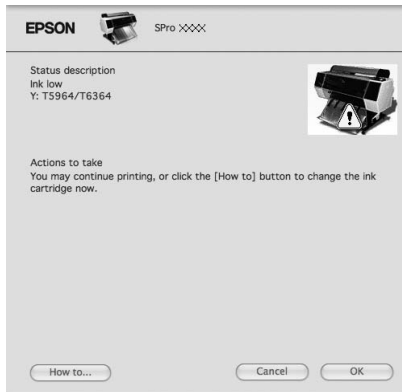 EPSON SPro XXXX
Status description
Ink low
Y: T5964/T6364
Actions to take
You may continue printing, or click the [How to] button to change the ink
cartridge now.
How to... Cancel OK